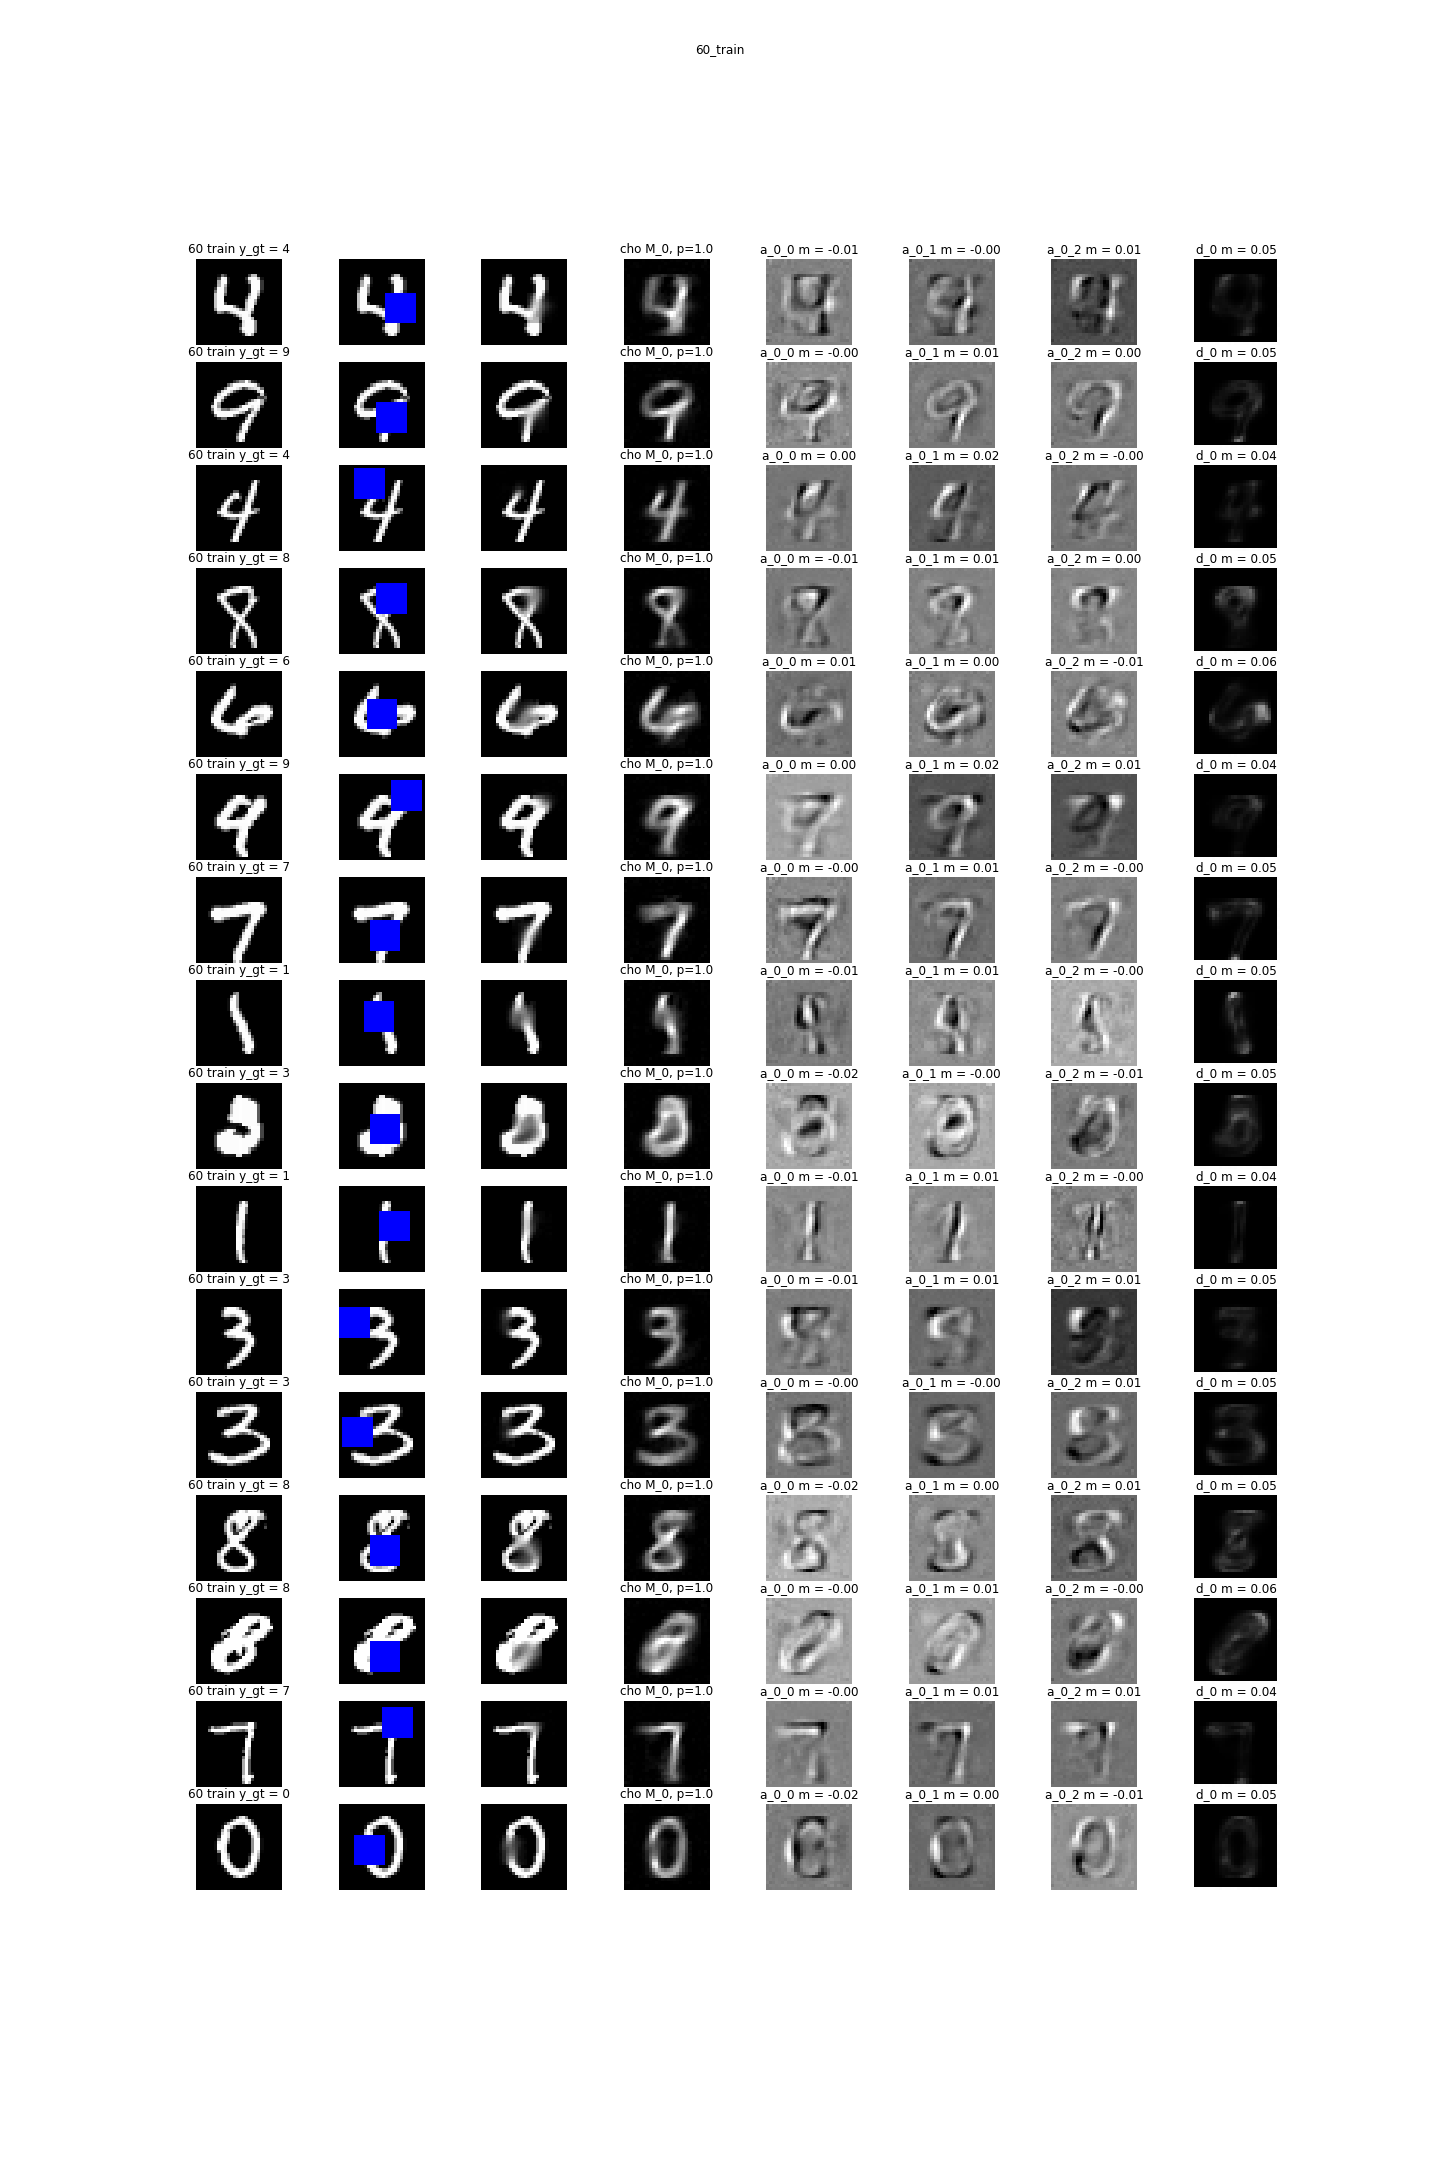 60_train
60 train y_gt = 4 cho M_0, p=1.0 a_0_0 m = -0.01 a_0_1 m = -0.00 a_0_2 m = 0.01 d_0 m = 0.05
60 train y_gt = 9 cho M_0, p=1.0 a_0_0 m = -0.00 a_0_1 m = 0.01 a_0_2 m = 0.00 d_0 m = 0.05
60 train y_gt = 4 cho M_0, p=1.0 a_0_0 m = 0.00 a_0_1 m = 0.02 a_0_2 m = -0.00 d_0 m = 0.04
60 train y_gt = 8 cho M_0, p=1.0 a_0_0 m = -0.01 a_0_1 m = 0.01 a_0_2 m = 0.00 d_0 m = 0.05
60 train y_gt = 6 cho M_0, p=1.0 a_0_0 m = 0.01 a_0_1 m = 0.00 a_0_2 m = -0.01 d_0 m = 0.06
60 train y_gt = 9 cho M_0, p=1.0 a_0_0 m = 0.00 a_0_1 m = 0.02 a_0_2 m = 0.01 d_0 m = 0.04
60 train y_gt = 7 cho M_0, p=1.0 a_0_0 m = -0.00 a_0_1 m = 0.01 a_0_2 m = -0.00 d_0 m = 0.05
60 train y_gt = 1 cho M_0, p=1.0 a_0_0 m = -0.01 a_0_1 m = 0.01 a_0_2 m = -0.00 d_0 m = 0.05
60 train y_gt = 3 cho M_0, p=1.0 a_0_0 m = -0.02 a_0_1 m = -0.00 a_0_2 m = -0.01 d_0 m = 0.05
60 train y_gt = 1 cho M_0, p=1.0 a_0_0 m = -0.01 a_0_1 m = 0.01 a_0_2 m = -0.00 d_0 m = 0.04
60 train y_gt = 3 cho M_0, p=1.0 a_0_0 m = -0.01 a_0_1 m = 0.01 a_0_2 m = 0.01 d_0 m = 0.05
60 train y_gt = 3 cho M_0, p=1.0 a_0_0 m = -0.00 a_0_1 m = -0.00 a_0_2 m = 0.01 d_0 m = 0.05
60 train y_gt = 8 cho M_0, p=1.0 a_0_0 m = -0.02 a_0_1 m = 0.00 a_0_2 m = 0.01 d_0 m = 0.05
60 train y_gt = 8 cho M_0, p=1.0 a_0_0 m = -0.00 a_0_1 m = 0.01 a_0_2 m = -0.00 d_0 m = 0.06
60 train y_gt = 7 cho M_0, p=1.0 a_0_0 m = -0.00 a_0_1 m = 0.01 a_0_2 m = 0.01 d_0 m = 0.04
60 train y_gt = 0 cho M_0, p=1.0 a_0_0 m = -0.02 a_0_1 m = 0.00 a_0_2 m = -0.01 d_0 m = 0.05